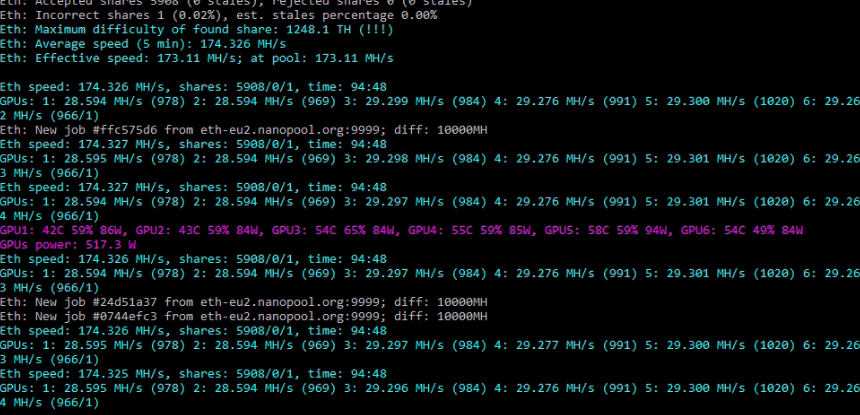 Eth: Accepted shares 5908 (0 stales), rejected shares 0 (0 stales)
Eth: Incorrect shares 1 (0.02%), est. stales percentage 0.00%
Eth: Maximum difficulty of found share: 1248.1 TH (!!!)
Eth: Average speed (5 min): 174.326 MH/s
Eth: Effective speed: 173.11 MH/s; at pool: 173.11 MH/s
Eth speed: 174.326 MH/s, shares: 5908/0/1, time: 94:48
GPUs: 1: 28.594 MH/s (978) 2: 28.594 MH/s (969) 3: 29.299 MH/s (984) 4: 29.276 MH/s (991) 5: 29.300 MH/s (1020) 6: 29.26
2 MH/s (966/1)
Eth: New job #ffc575d6 from eth-eu2.nanopool.org:9999; diff: 10000MH
Eth speed: 174.327 MH/s, shares: 5908/0/1, time: 94:48
GPUs: 1: 28.595 MH/s (978) 2: 28.594 MH/s (969) 3: 29.298 MH/s (984) 4: 29.276 MH/s (991) 5: 29.301 MH/s (1020) 6: 29.26
3 MH/s (966/1)
Eth speed: 174.327 MH/s, shares: 5908/0/1, time: 94:48
GPUs: 1: 28.594 MH/s (978) 2: 28.594 MH/s (969) 3: 29.297 MH/s (984) 4: 29.276 MH/s (991) 5: 29.301 MH/s (1020) 6: 29.26
4 MH/s (966/1)
GPU1: 42C 59% 86W, GPU2: 43C 59% 84W, GPU3: 54C 65% 84W, GPU4: 55C 59% 85W, GPU5: 58C 59% 94W, GPU6: 54C 49% 84W
GPUs power: 517.3 W
Eth speed: 174.326 MH/s, shares: 5908/0/1, time: 94:48
GPUs: 1: 28.594 MH/s (978) 2: 28.594 MH/s (969) 3: 29.297 MH/s (984) 4: 29.276 MH/s (991) 5: 29.301 MH/s (1020) 6: 29.26
3 MH/s (966/1)
Eth: New job #24d51a37 from eth-eu2.nanopool.org:9999; diff: 10000MH
Eth: New job #0744efc3 from eth-eu2.nanopool.org:9999; diff: 10000MH
Eth speed: 174.326 MH/s, shares: 5908/0/1, time: 94:48
GPUs: 1: 28.595 MH/s (978) 2: 28.594 MH/s (969) 3: 29.297 MH/s (984) 4: 29.277 MH/s (991) 5: 29.300 MH/s (1020) 6: 29.26
3 MH/s (966/1)
Eth speed: 174.325 MH/s, shares: 5908/0/1, time: 94:48
GPUs: 1: 28.595 MH/s (978) 2: 28.594 MH/s (969) 3: 29.296 MH/s (984) 4: 29.276 MH/s (991) 5: 29.300 MH/s (1020) 6: 29.26
4 MH/s (966/1)